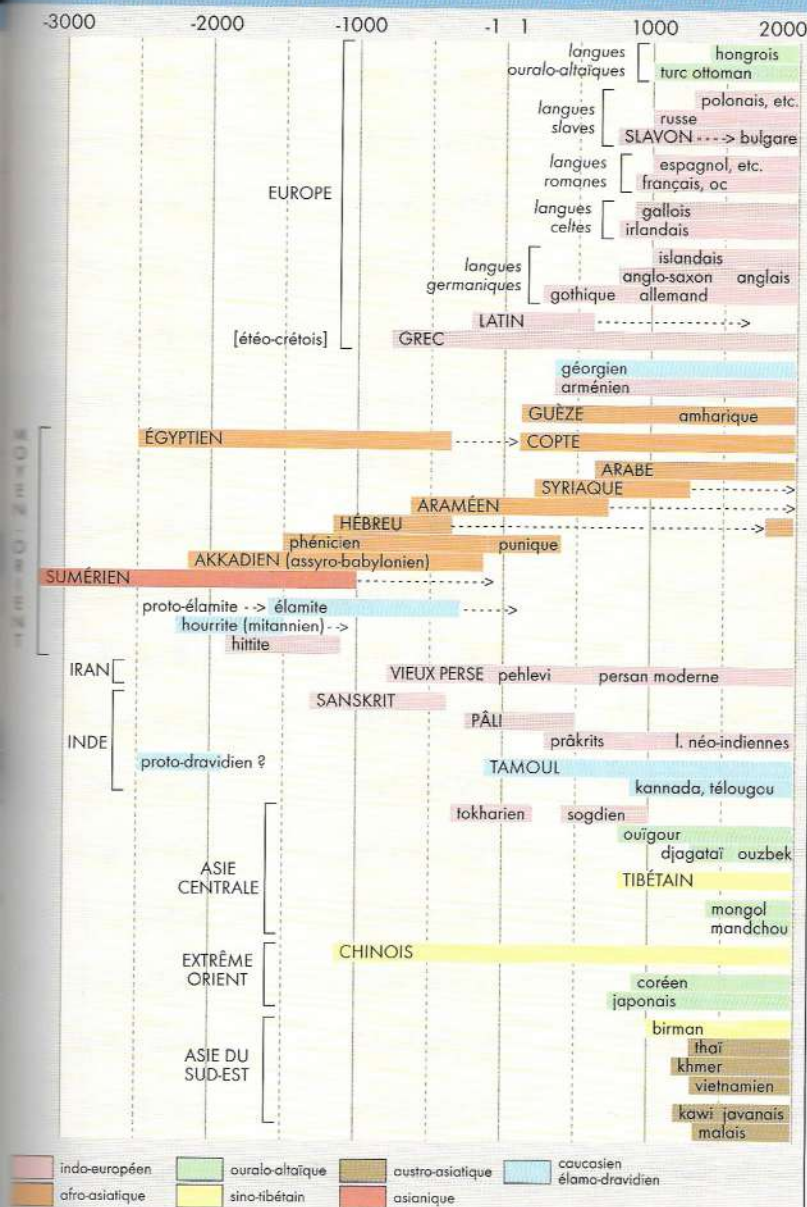 -3000 -2000 -1000 -1 1 1000 2000
langues ouralo-altaïques
hongrois
turc ottoman
langues slaves
polonais, etc.
russe
SLAVON ----> bulgare
EUROPE
langues romanes
espagnol, etc.
français, oc
langues celtes
gallois
irlandais
langues germaniques
islandais
anglo-saxon anglais
gothique allemand
LATIN
[étéo-crétois]
GREC
géorgien
arménien
GUÈZE amharique
MOYEN-ORIENT
ÉGYPTIEN COPTE
ARABE
SYRIAQUE
ARAMÉEN
HÉBREU
phénicien punique
AKKADIEN (assyro-babylonien)
SUMÉRIEN
proto-élamite --> élamite
hourrite (mitannien) -->
hittite
IRAN
VIEUX PERSE pehlevi persan moderne
INDE
SANSKRIT
PÂLI
prâkrits l. néo-indiennes
proto-dravidien ?
TAMOUL
kannada, télougou
tokharien sogdien
ouïgour
djagataï ouzbek
ASIE CENTRALE
TIBÉTAIN
mongol
mandchou
EXTRÊME ORIENT
CHINOIS
coréen
japonais
ASIE DU SUD-EST
birman
thaï
khmer
vietnamien
kawi javanais
malais
indo-européen
ouralo-altaïque
austro-asiatique
caucasien
élamo-dravidien
afro-asiatique
sino-tibétain
asianique